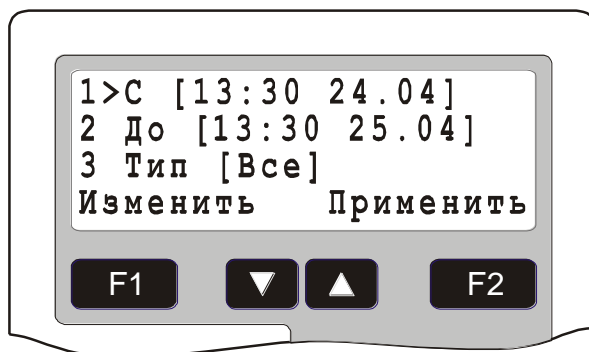 1>С [13:30 24.04]
2 До [13:30 25.04]
3 Тип [Все]
Изменить Применить
F1 ▼ ▲ F2